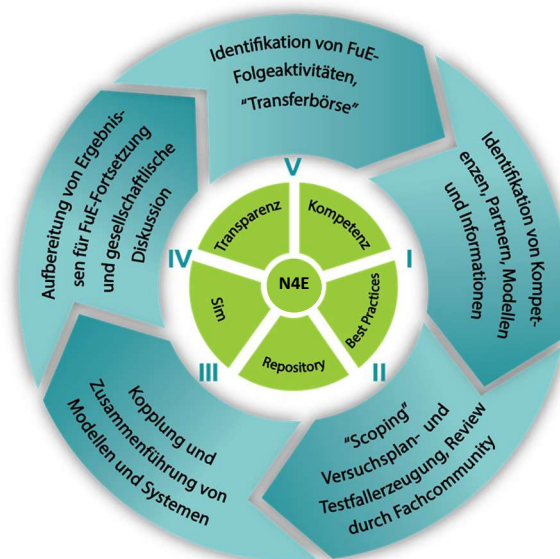 Identifikation von FuE-
Folgeaktivitäten,
"Transferbörse"
Identifikation von Kompet-
enzen, Partnern, Modellen
und Informationen
"Scoping"
Versuchsplan- und
Testfallerzeugung, Review
durch Fachcommunity
Kopplung und
Zusammenführung von
Modellen und Systemen
Aufbereitung von Ergebnis-
sen für FuE-Fortsetzung
und gesellschaftlische
Diskussion
V
I
II
III
IV
Transparenz
Kompetenz
Best Practices
Repository
Sim
N4E